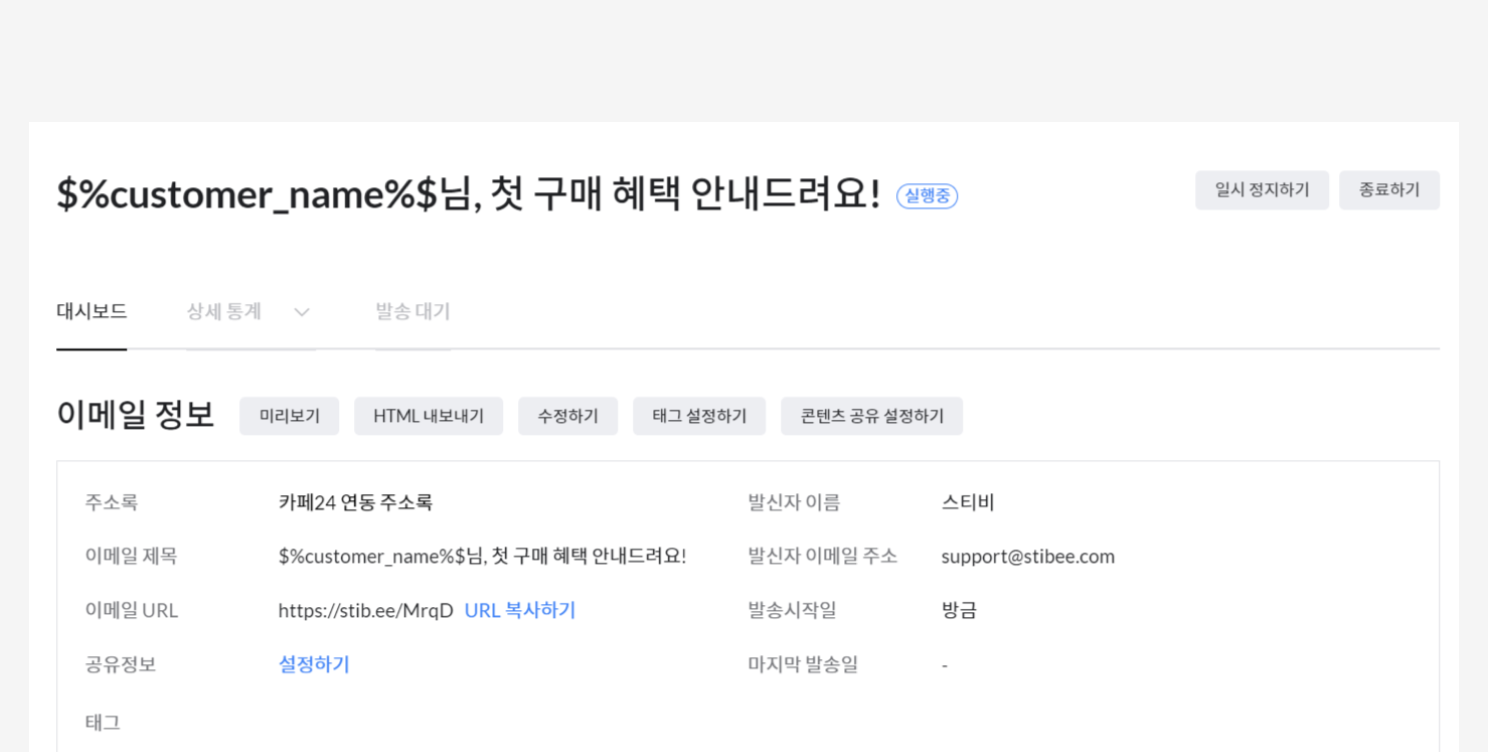 $%customer_name%$님, 첫 구매 혜택 안내드려요! 실행중 일시 정지하기 종료하기
대시보드 상세 통계 발송 대기
이메일 정보 미리보기 HTML 내보내기 수정하기 태그 설정하기 콘텐츠 공유 설정하기
주소록 카페24 연동 주소록 발신자 이름 스티비
이메일 제목 $%customer_name%$님, 첫 구매 혜택 안내드려요! 발신자 이메일 주소 support@stibee.com
이메일 URL https://stib.ee/MrqD URL 복사하기 발송시작일 방금
공유정보 설정하기 마지막 발송일 -
태그